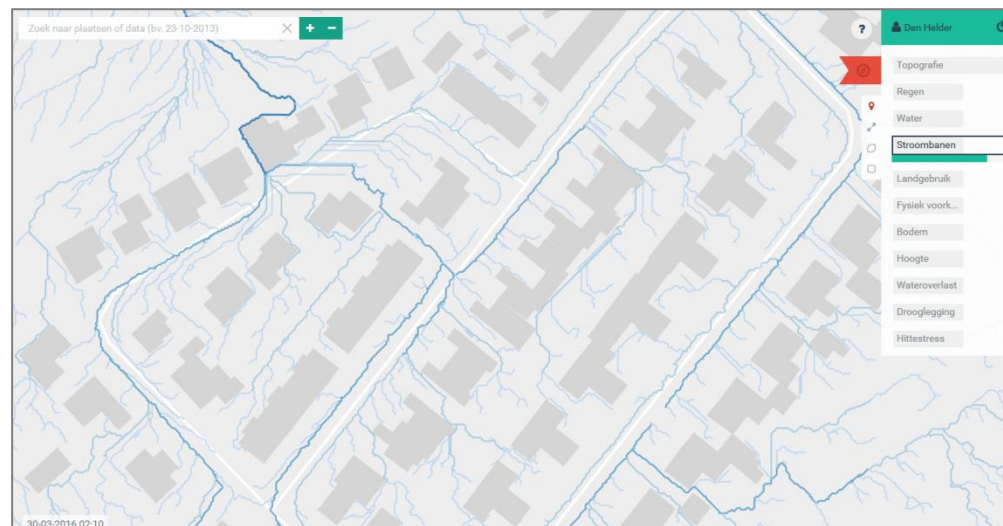 Zoek naar plaatsen of data (bv. 23-10-2013)
+ -
?
Den Helder
Topografie
Regen
Water
Stroombanen
Landgebruik
Fysiek voork...
Bodem
Hoogte
Wateroverlast
Drooglegging
Hittestress
30-03-2016 02:10